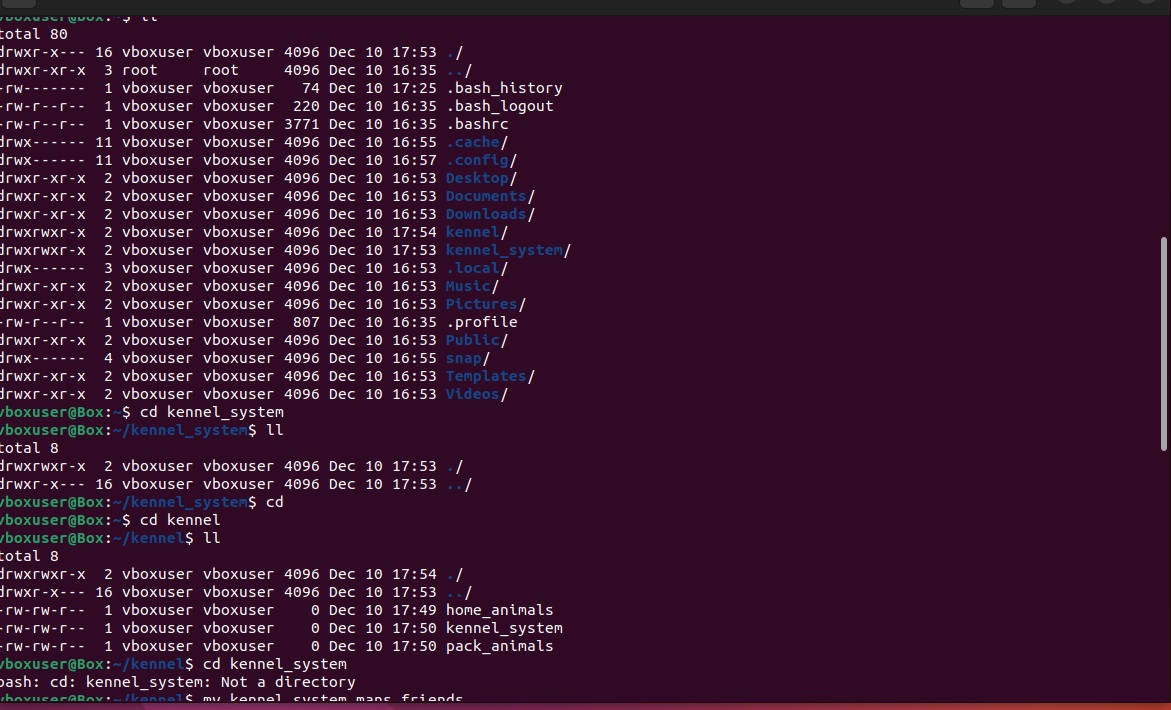 vboxuser@Box:~$ ll
total 80
drwxr-x--- 16 vboxuser vboxuser 4096 Dec 10 17:53 ./
drwxr-xr-x  3 root     root     4096 Dec 10 16:35 ../
-rw-------  1 vboxuser vboxuser   74 Dec 10 17:25 .bash_history
-rw-r--r--  1 vboxuser vboxuser  220 Dec 10 16:35 .bash_logout
-rw-r--r--  1 vboxuser vboxuser 3771 Dec 10 16:35 .bashrc
drwx------ 11 vboxuser vboxuser 4096 Dec 10 16:55 .cache/
drwx------ 11 vboxuser vboxuser 4096 Dec 10 16:57 .config/
drwxr-xr-x  2 vboxuser vboxuser 4096 Dec 10 16:53 Desktop/
drwxr-xr-x  2 vboxuser vboxuser 4096 Dec 10 16:53 Documents/
drwxr-xr-x  2 vboxuser vboxuser 4096 Dec 10 16:53 Downloads/
drwxrwxr-x  2 vboxuser vboxuser 4096 Dec 10 17:54 kennel/
drwxrwxr-x  2 vboxuser vboxuser 4096 Dec 10 17:53 kennel_system/
drwx------  3 vboxuser vboxuser 4096 Dec 10 16:53 .local/
drwxr-xr-x  2 vboxuser vboxuser 4096 Dec 10 16:53 Music/
drwxr-xr-x  2 vboxuser vboxuser 4096 Dec 10 16:53 Pictures/
-rw-r--r--  1 vboxuser vboxuser  807 Dec 10 16:35 .profile
drwxr-xr-x  2 vboxuser vboxuser 4096 Dec 10 16:53 Public/
drwx------  4 vboxuser vboxuser 4096 Dec 10 16:55 snap/
drwxr-xr-x  2 vboxuser vboxuser 4096 Dec 10 16:53 Templates/
drwxr-xr-x  2 vboxuser vboxuser 4096 Dec 10 16:53 Videos/
vboxuser@Box:~$ cd kennel_system
vboxuser@Box:~/kennel_system$ ll
total 8
drwxrwxr-x  2 vboxuser vboxuser 4096 Dec 10 17:53 ./
drwxr-x--- 16 vboxuser vboxuser 4096 Dec 10 17:53 ../
vboxuser@Box:~/kennel_system$ cd
vboxuser@Box:~$ cd kennel
vboxuser@Box:~/kennel$ ll
total 8
drwxrwxr-x  2 vboxuser vboxuser 4096 Dec 10 17:54 ./
drwxr-x--- 16 vboxuser vboxuser 4096 Dec 10 17:53 ../
-rw-rw-r--  1 vboxuser vboxuser    0 Dec 10 17:49 home_animals
-rw-rw-r--  1 vboxuser vboxuser    0 Dec 10 17:50 kennel_system
-rw-rw-r--  1 vboxuser vboxuser    0 Dec 10 17:50 pack_animals
vboxuser@Box:~/kennel$ cd kennel_system
bash: cd: kennel_system: Not a directory
vboxuser@Box:~/kennel$ mv kennel_system mans_friends